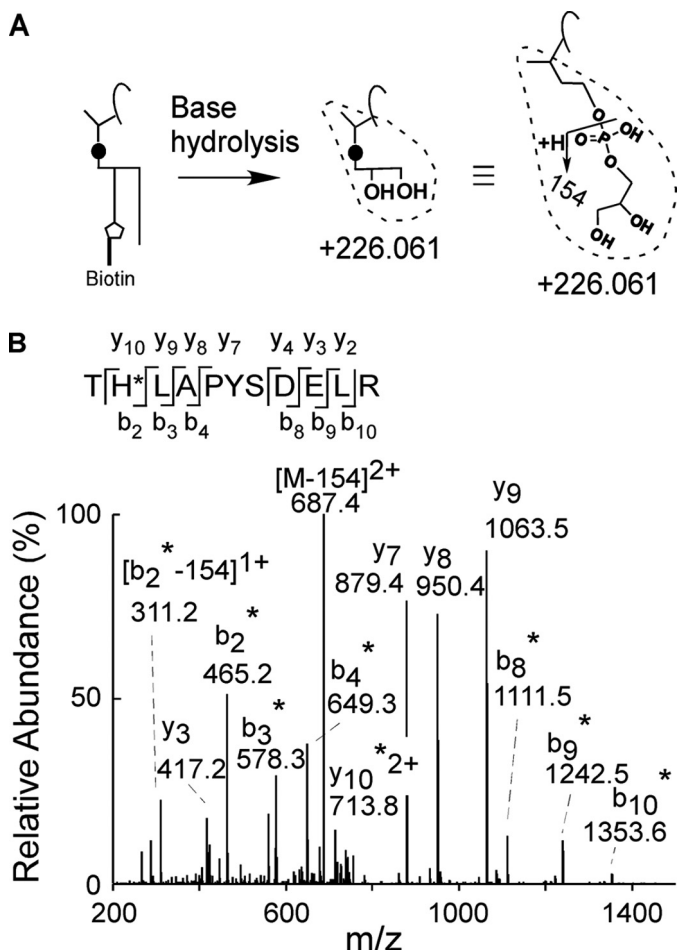 A
Base
hydrolysis
Biotin
OH OH
+226.061
≡
O
O=P OH
+H
O
154
OH
OH
+226.061
B
y10 y9 y8 y7 y4 y3 y2
TH*LAPYSDELR
b2 b3 b4 b8 b9 b10
Relative Abundance (%)
100
50
0
[M-154]2+
687.4
y9
1063.5
[b2*-154]1+
311.2
y7
879.4
y8
950.4
b2*
465.2
b4*
649.3
b8*
1111.5
y3
417.2
b3*
578.3
y10*2+
713.8
b9*
1242.5
b10*
1353.6
200 600 1000 1400
m/z